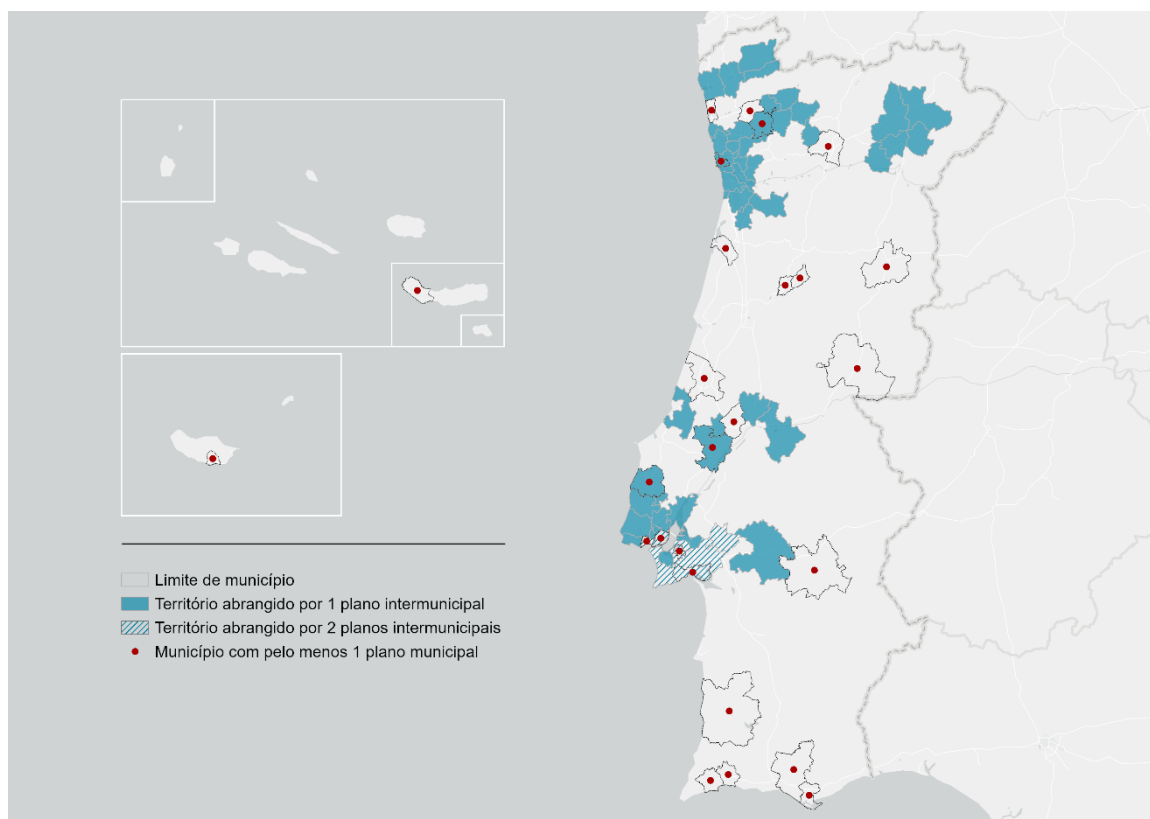 Limite de município
Território abrangido por 1 plano intermunicipal
Território abrangido por 2 planos intermunicipais
Município com pelo menos 1 plano municipal